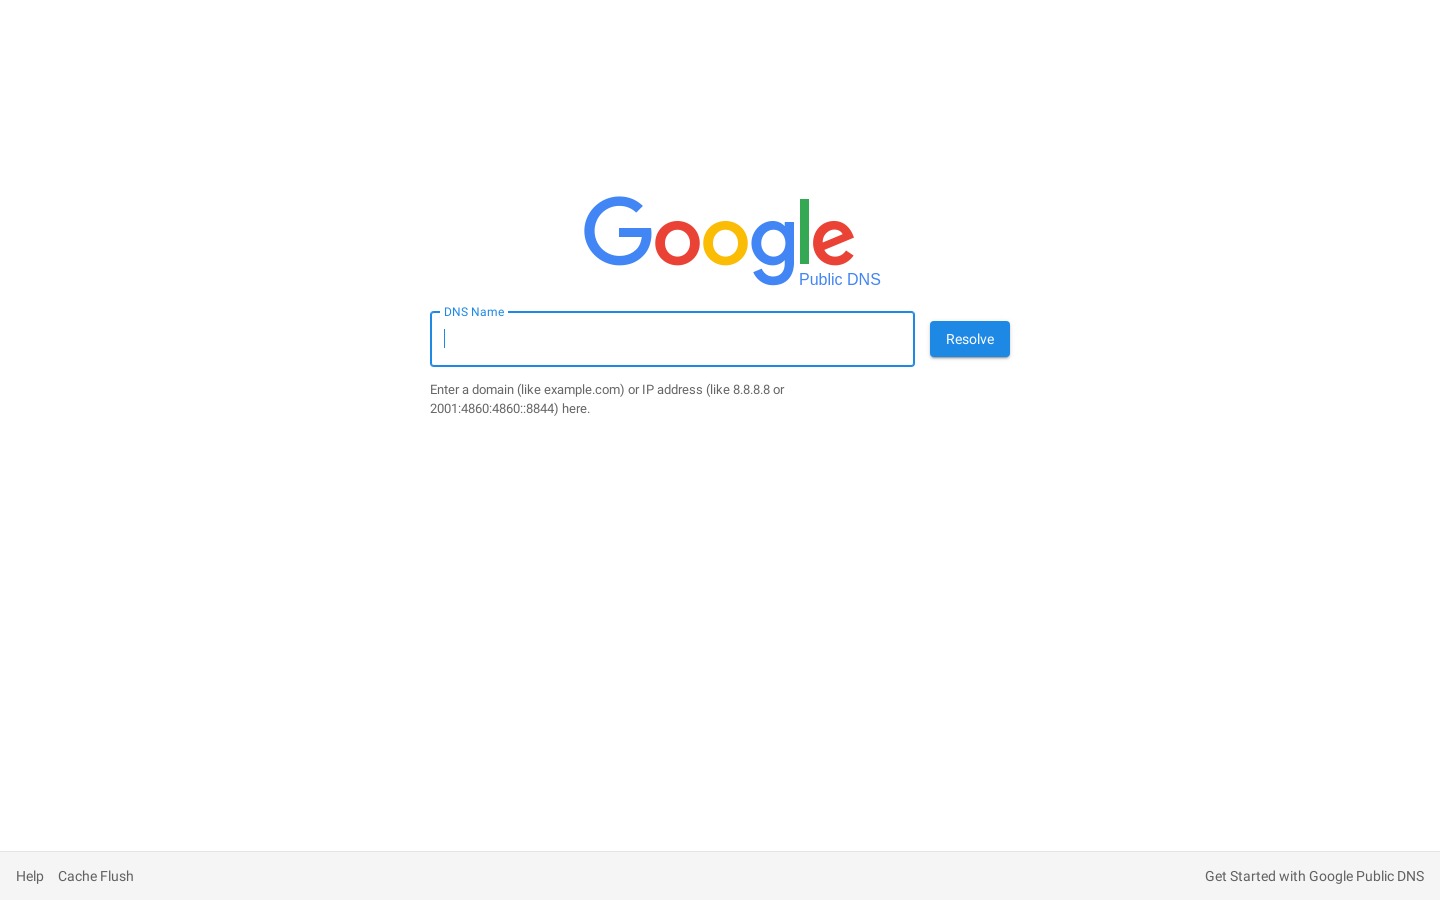 Google
Public DNS
DNS Name
Resolve
Enter a domain (like example.com) or IP address (like 8.8.8.8 or
2001:4860:4860::8844) here.
Help Cache Flush Get Started with Google Public DNS